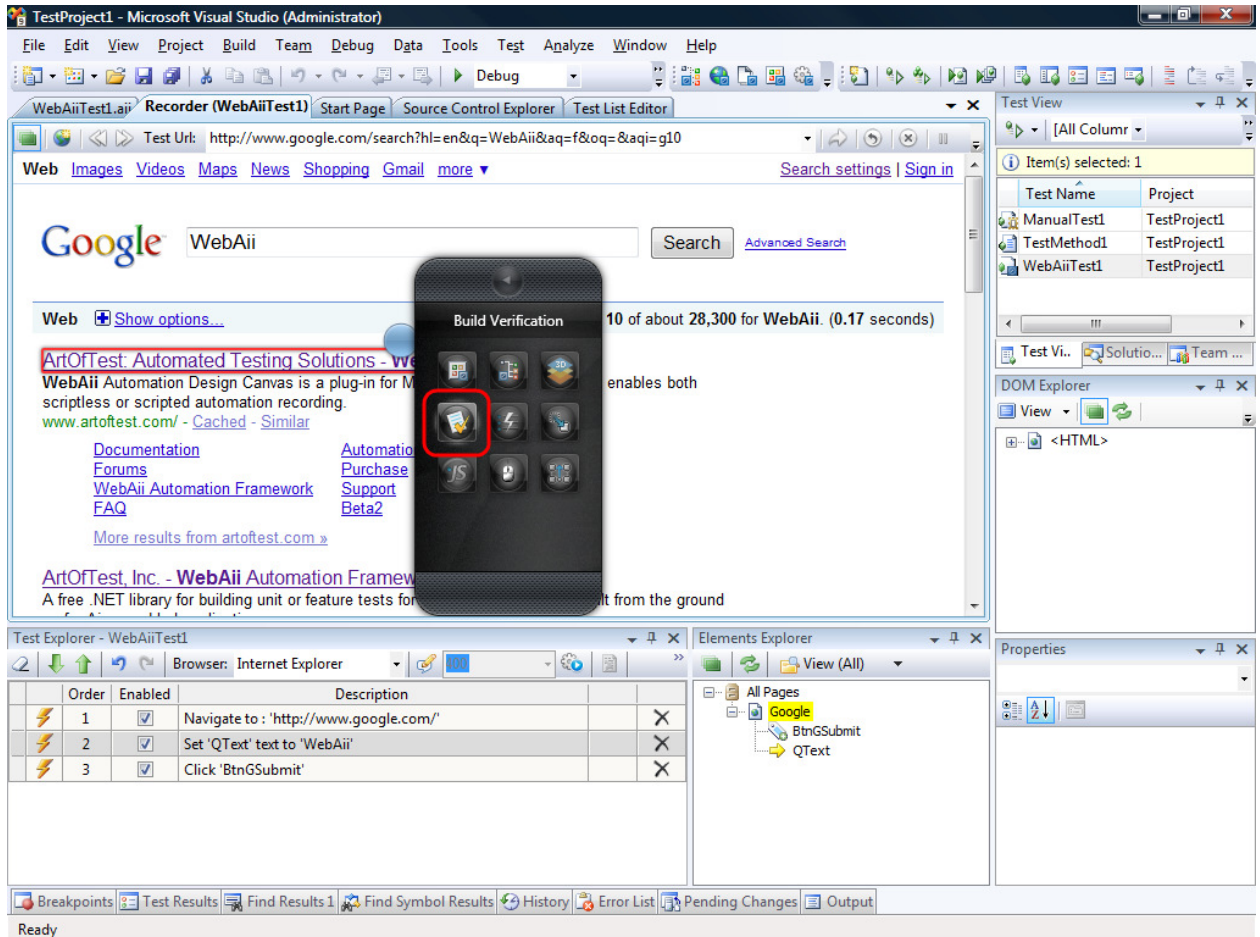 TestProject1 - Microsoft Visual Studio (Administrator)
File Edit View Project Build Team Debug Data Tools Test Analyze Window Help
Debug
WebAiiTest1.aii Recorder (WebAiiTest1) Start Page Source Control Explorer Test List Editor
Test Url: http://www.google.com/search?hl=en&q=WebAii&aq=f&oq=&aqi=g10
Web Images Videos Maps News Shopping Gmail more ▼ Search settings | Sign in
Google WebAii Search Advanced Search
Build Verification
Web Show options... 10 of about 28,300 for WebAii. (0.17 seconds)
ArtOfTest: Automated Testing Solutions -
WebAii Automation Design Canvas is a plug-in for enables both
scriptless or scripted automation recording.
www.artoftest.com/ - Cached - Similar
Documentation
Forums Purchase
WebAii Automation Framework Support
FAQ Beta2
More results from artoftest.com »
ArtOfTest, Inc. - WebAii Automation
A free .NET library for building unit or feature tests for from the ground
3D
JS
Test View
[All Columr
Item(s) selected: 1
Test Name Project
ManualTest1 TestProject1
TestMethod1 TestProject1
WebAiiTest1 TestProject1
Test Vi.. Solutio... Team ...
DOM Explorer
View
<HTML>
Test Explorer - WebAiiTest1
Browser: Internet Explorer 100
Order Enabled Description
1 Navigate to : 'http://www.google.com/'
2 Set 'QText' text to 'WebAii'
3 Click 'BtnGSubmit'
Elements Explorer
View (All)
All Pages
Google
BtnGSubmit
QText
Properties
Breakpoints Test Results Find Results 1 Find Symbol Results History Error List Pending Changes Output
Ready